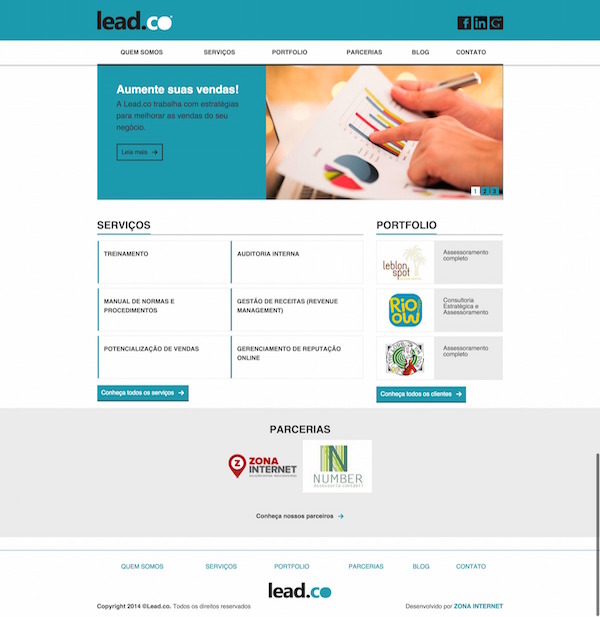 lead.co
QUEM SOMOS SERVIÇOS PORTFOLIO PARCERIAS BLOG CONTATO
Aumente suas vendas!
A Lead.co trabalha com estratégias
para melhorar as vendas do seu
negócio.
Leia mais
1 2 3
SERVIÇOS
TREINAMENTO
AUDITORIA INTERNA
MANUAL DE NORMAS E
PROCEDIMENTOS
GESTÃO DE RECEITAS (REVENUE
MANAGEMENT)
POTENCIALIZAÇÃO DE VENDAS
GERENCIAMENTO DE REPUTAÇÃO
ONLINE
Conheça todos os serviços
PORTFOLIO
leblon
spot
Assessoramento
completo
Rio
ow
Consultoria
Estratégica e
Assessoramento
Assessoramento
completo
Conheça todos os clientes
PARCERIAS
ZONA
INTERNET
NUMBER
Conheça nossos parceiros
QUEM SOMOS SERVIÇOS PORTFOLIO PARCERIAS BLOG CONTATO
lead.co
Copyright 2014 ©Lead.co. Todos os direitos reservados
Desenvolvido por ZONA INTERNET